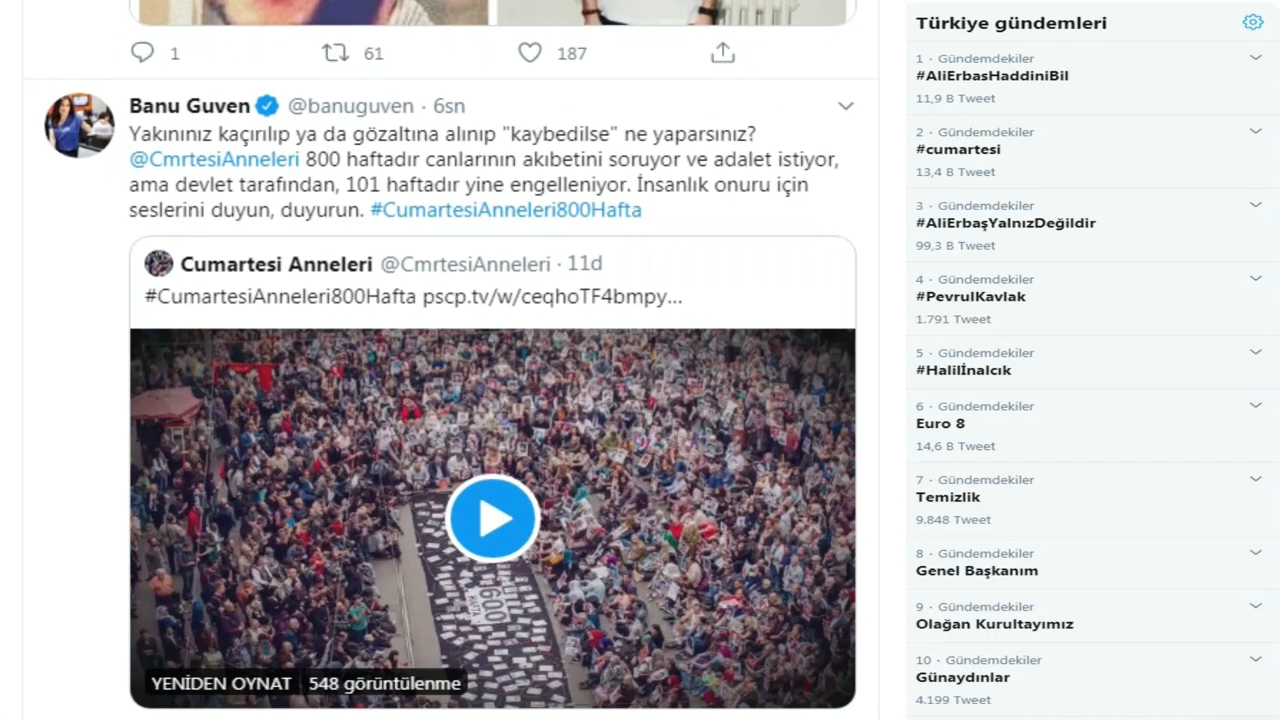 1
61
187
Banu Guven @banuguven · 6sn
Yakınınız kaçırılıp ya da gözaltına alınıp "kaybedilse" ne yaparsınız?
@CmrtesiAnneleri 800 haftadır canlarının akıbetini soruyor ve adalet istiyor,
ama devlet tarafından, 101 haftadır yine engelleniyor. İnsanlık onuru için
seslerini duyun, duyurun. #CumartesiAnneleri800Hafta
Cumartesi Anneleri @CmrtesiAnneleri · 11d
#CumartesiAnneleri800Hafta pscp.tv/w/ceqhoTF4bmpy...
600
YENİDEN OYNAT
548 görüntülenme
Türkiye gündemleri
1 · Gündemdekiler
#AliErbasHaddiniBil
11,9 B Tweet
2 · Gündemdekiler
#cumartesi
13,4 B Tweet
3 · Gündemdekiler
#AliErbaşYalnızDeğildir
99,3 B Tweet
4 · Gündemdekiler
#PevrulKavlak
1.791 Tweet
5 · Gündemdekiler
#Halilİnalcık
6 · Gündemdekiler
Euro 8
14,6 B Tweet
7 · Gündemdekiler
Temizlik
9.848 Tweet
8 · Gündemdekiler
Genel Başkanım
9 · Gündemdekiler
Olağan Kurultayımız
10 · Gündemdekiler
Günaydınlar
4.199 Tweet